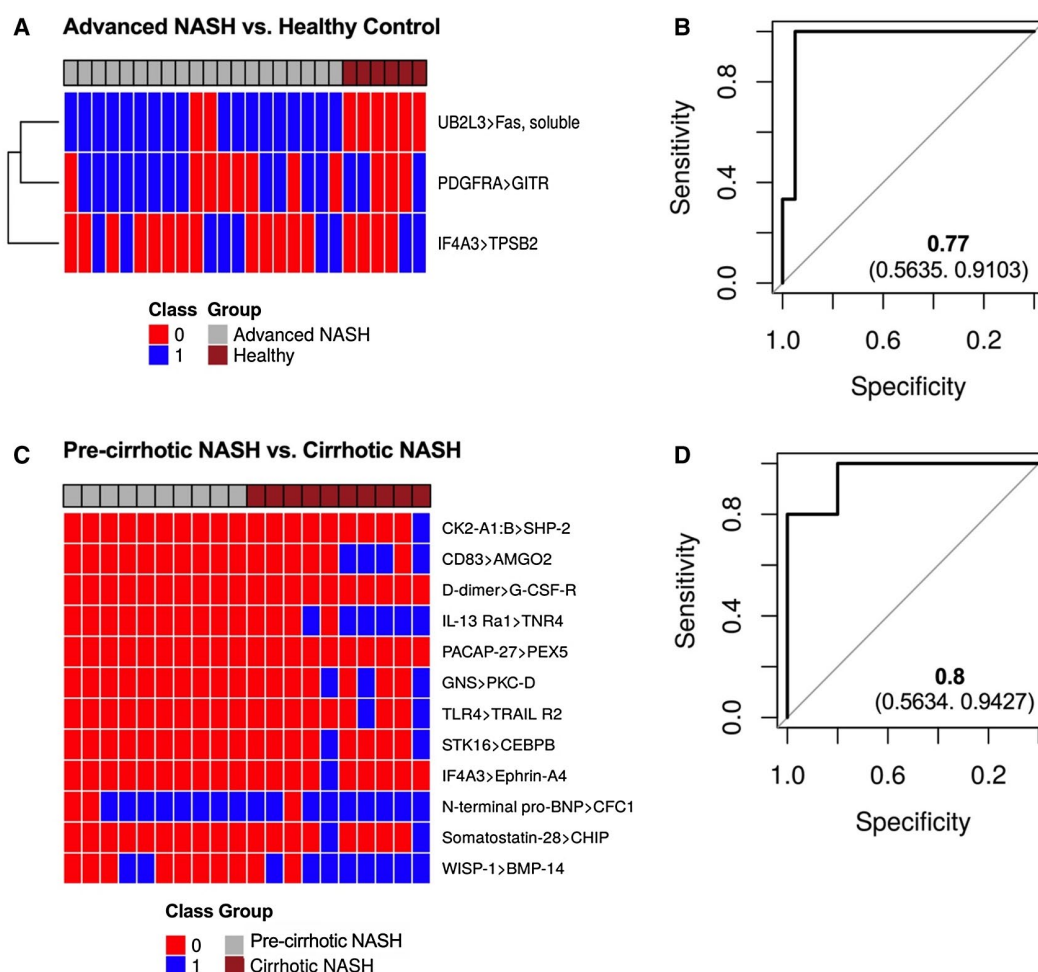 A Advanced NASH vs. Healthy Control
UB2L3>Fas, soluble
PDGFRA>GITR
IF4A3>TPSB2
Class Group
0 Advanced NASH
1 Healthy
B
Sensitivity
0.8
0.4
0.0
0.77
(0.5635. 0.9103)
1.0 0.6 0.2
Specificity
C Pre-cirrhotic NASH vs. Cirrhotic NASH
CK2-A1:B>SHP-2
CD83>AMGO2
D-dimer>G-CSF-R
IL-13 Ra1>TNR4
PACAP-27>PEX5
GNS>PKC-D
TLR4>TRAIL R2
STK16>CEBPB
IF4A3>Ephrin-A4
N-terminal pro-BNP>CFC1
Somatostatin-28>CHIP
WISP-1>BMP-14
Class Group
0 Pre-cirrhotic NASH
1 Cirrhotic NASH
D
Sensitivity
0.8
0.4
0.0
0.8
(0.5634. 0.9427)
1.0 0.6 0.2
Specificity